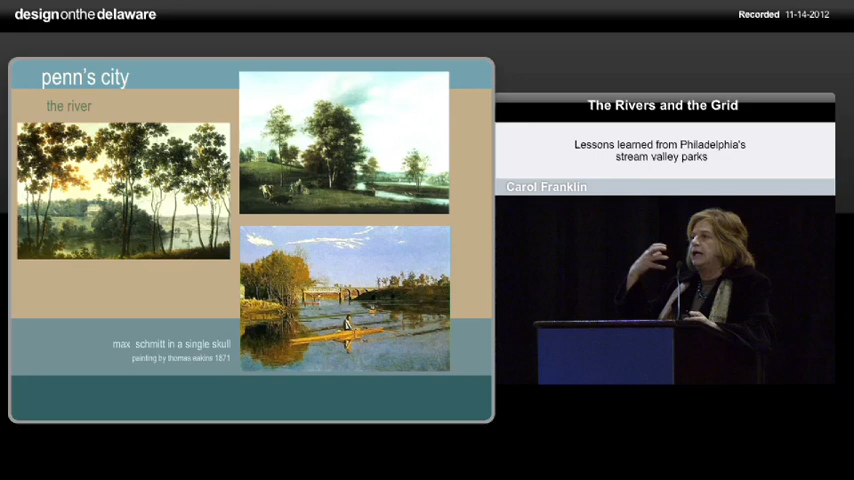 designonthedelaware
Recorded 11-14-2012
penn's city
the river
max schmitt in a single skull
painting by thomas eakins 1871
The Rivers and the Grid
Lessons learned from Philadelphia's
stream valley parks
Carol Franklin